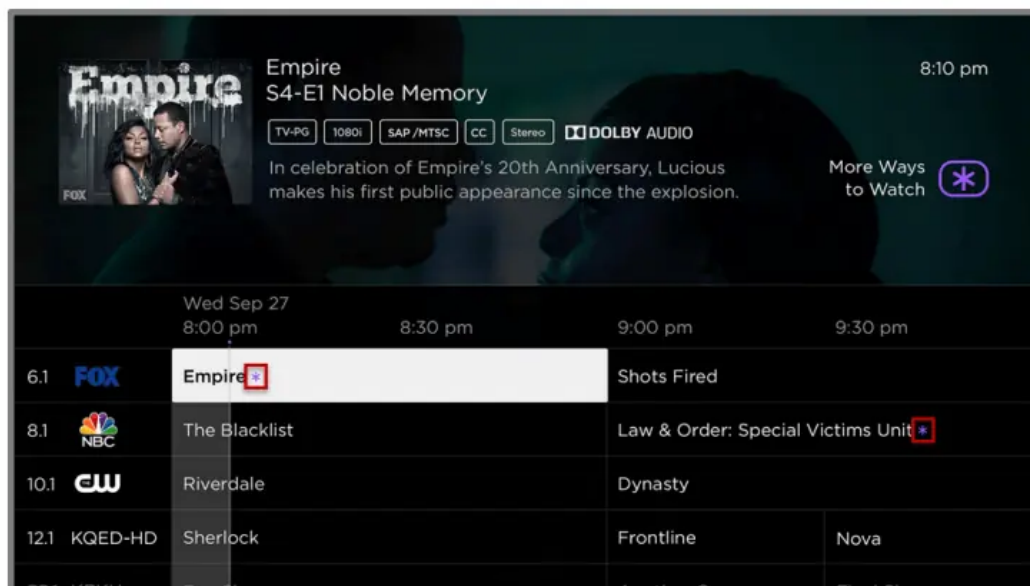 Empire
FOX
Empire
S4-E1 Noble Memory
TV-PG 1080i SAP /MTSC CC Stereo DOLBY AUDIO
In celebration of Empire's 20th Anniversary, Lucious
makes his first public appearance since the explosion.
8:10 pm
More Ways
to Watch *
Wed Sep 27
8:00 pm 8:30 pm 9:00 pm 9:30 pm
6.1 FOX Empire * Shots Fired
8.1 NBC The Blacklist Law & Order: Special Victims Unit *
10.1 CW Riverdale Dynasty
12.1 KQED-HD Sherlock Frontline Nova